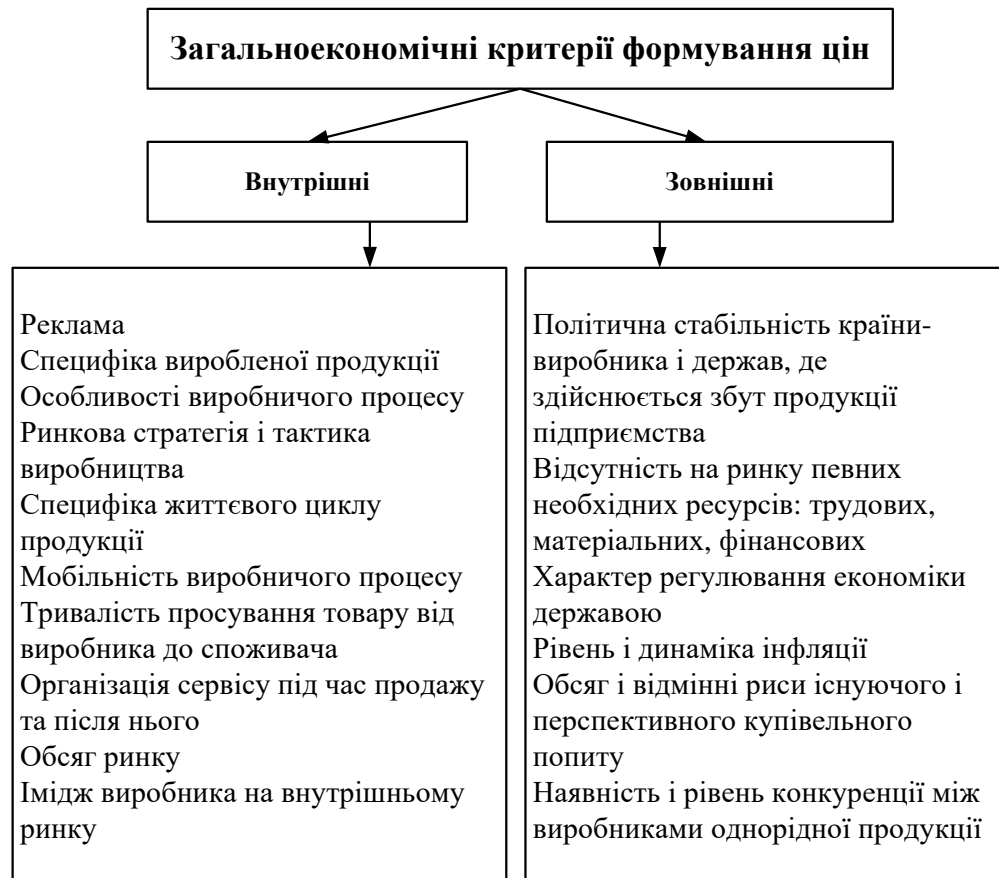 Загальноекономічні критерії формування цін
Внутрішні
Зовнішні
Реклама
Специфіка виробленої продукції
Особливості виробничого процесу
Ринкова стратегія і тактика
виробництва
Специфіка життєвого циклу
продукції
Мобільність виробничого процесу
Тривалість просування товару від
виробника до споживача
Організація сервісу під час продажу
та після нього
Обсяг ринку
Імідж виробника на внутрішньому
ринку
Політична стабільність країни-
виробника і держав, де
здійснюється збут продукції
підприємства
Відсутність на ринку певних
необхідних ресурсів: трудових,
матеріальних, фінансових
Характер регулювання економіки
державою
Рівень і динаміка інфляції
Обсяг і відмінні риси існуючого і
перспективного купівельного
попиту
Наявність і рівень конкуренції між
виробниками однорідної продукції